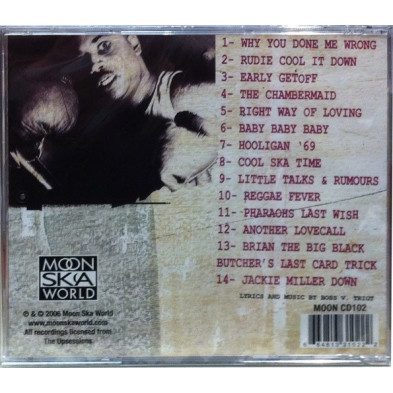 1- WHY YOU DONE ME WRONG
2- RUDIE COOL IT DOWN
3- EARLY GETOFF
4- THE CHAMBERMAID
5- RIGHT WAY OF LOVING
6- BABY BABY BABY
7- HOOLIGAN '69
8- COOL SKA TIME
9- LITTLE TALKS & RUMOURS
10- REGGAE FEVER
11- PHARAOHS LAST WISH
12- ANOTHER LOVECALL
13- BRIAN THE BIG BLACK
BUTCHER'S LAST CARD TRICK
14- JACKIE MILLER DOWN
LYRICS AND MUSIC BY BOSS V. TRIGT
MOON CD102
MOON
SKA
WORLD
℗ & © 2006 Moon Ska World
www.moonskaworld.com
All recordings licensed from
The Upsessions